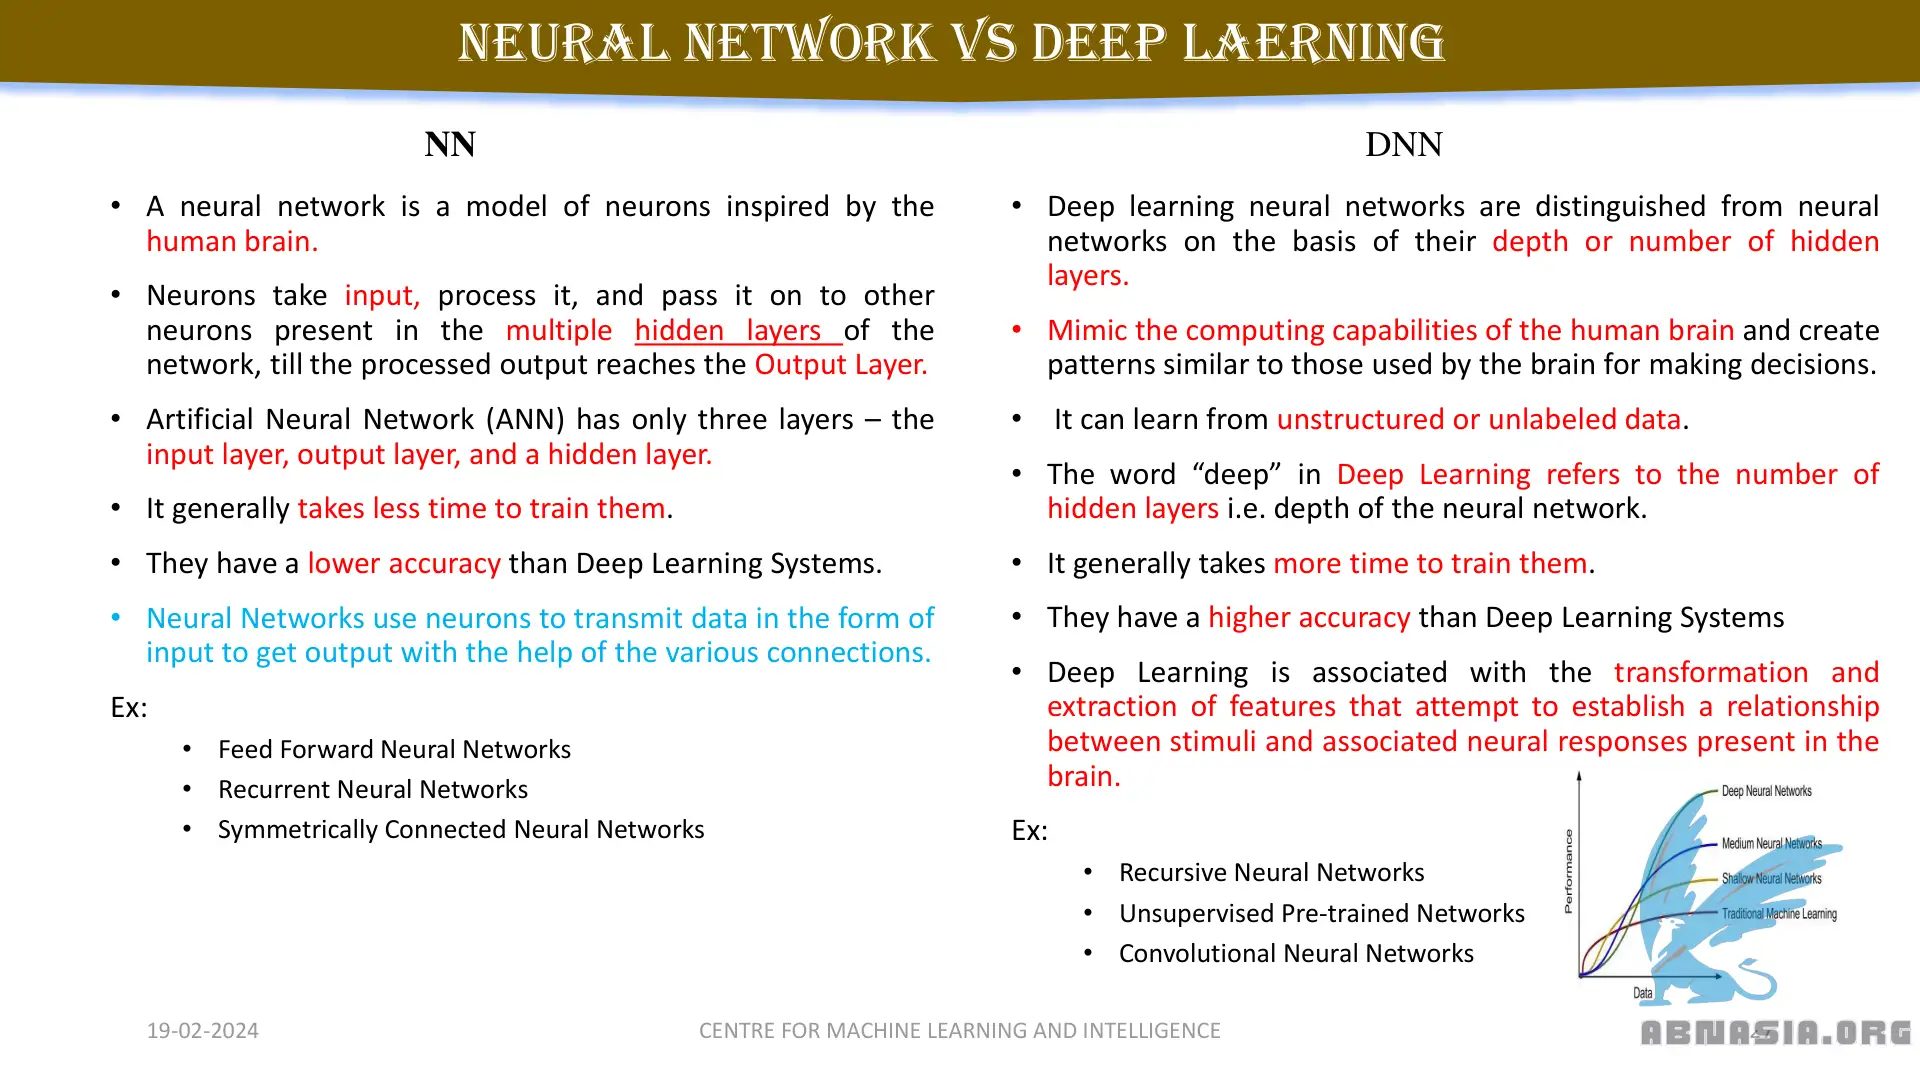 NEURAL NETWORK VS DEEP LAERNING
NN
• A neural network is a model of neurons inspired by the
human brain.
• Neurons take input, process it, and pass it on to other
neurons present in the multiple hidden layers of the
network, till the processed output reaches the Output Layer.
• Artificial Neural Network (ANN) has only three layers – the
input layer, output layer, and a hidden layer.
• It generally takes less time to train them.
• They have a lower accuracy than Deep Learning Systems.
• Neural Networks use neurons to transmit data in the form of
input to get output with the help of the various connections.
Ex:
• Feed Forward Neural Networks
• Recurrent Neural Networks
• Symmetrically Connected Neural Networks
DNN
• Deep learning neural networks are distinguished from neural
networks on the basis of their depth or number of hidden
layers.
• Mimic the computing capabilities of the human brain and create
patterns similar to those used by the brain for making decisions.
• It can learn from unstructured or unlabeled data.
• The word “deep” in Deep Learning refers to the number of
hidden layers i.e. depth of the neural network.
• It generally takes more time to train them.
• They have a higher accuracy than Deep Learning Systems
• Deep Learning is associated with the transformation and
extraction of features that attempt to establish a relationship
between stimuli and associated neural responses present in the
brain.
Ex:
• Recursive Neural Networks
• Unsupervised Pre-trained Networks
• Convolutional Neural Networks
Performance
Deep Neural Networks
Medium Neural Networks
Shallow Neural Networks
Traditional Machine Learning
Data
19-02-2024
CENTRE FOR MACHINE LEARNING AND INTELLIGENCE
ABNASIA.ORG